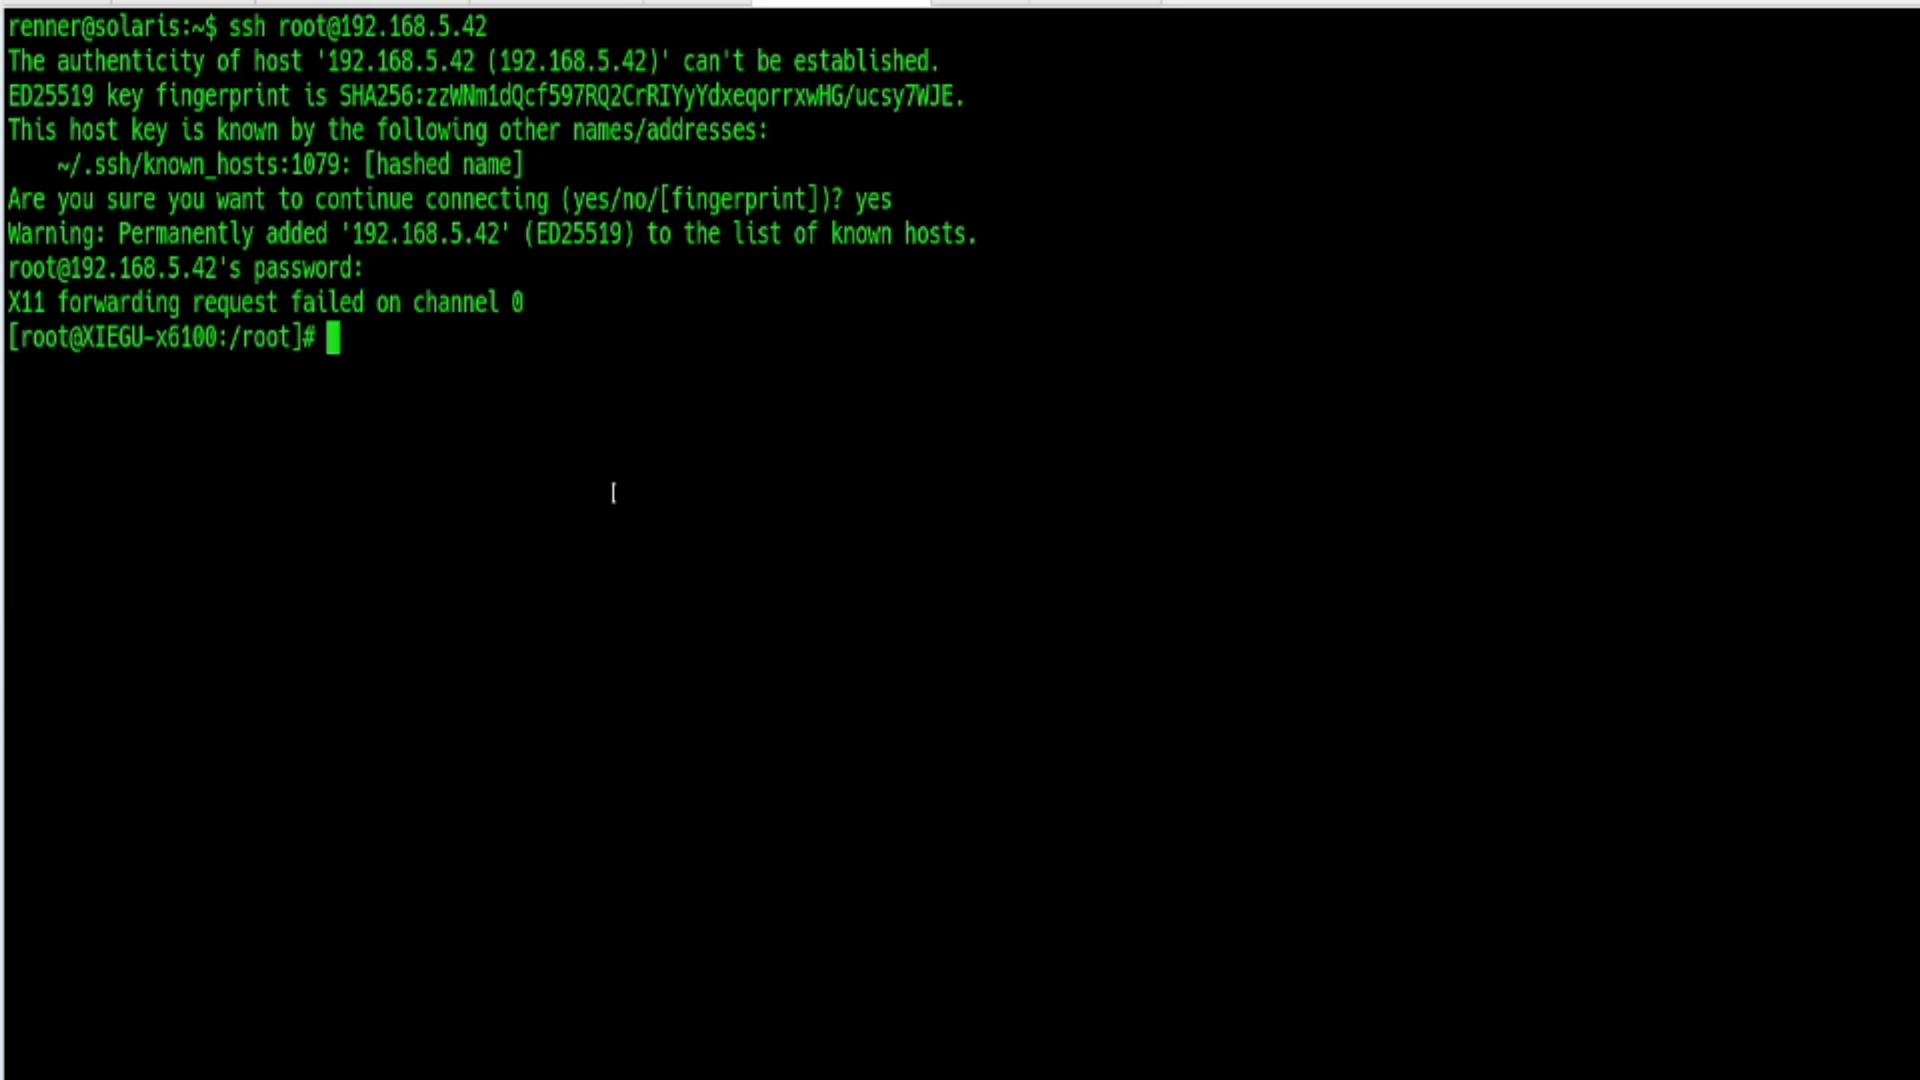 renner@solaris:~$ ssh root@192.168.5.42
The authenticity of host '192.168.5.42 (192.168.5.42)' can't be established.
ED25519 key fingerprint is SHA256:zzWNm1dQcf597RQ2CrRIYyYdxeqorrxwHG/ucsy7WJE.
This host key is known by the following other names/addresses:
    ~/.ssh/known_hosts:1079: [hashed name]
Are you sure you want to continue connecting (yes/no/[fingerprint])? yes
Warning: Permanently added '192.168.5.42' (ED25519) to the list of known hosts.
root@192.168.5.42's password:
X11 forwarding request failed on channel 0
[root@XIEGU-x6100:/root]#